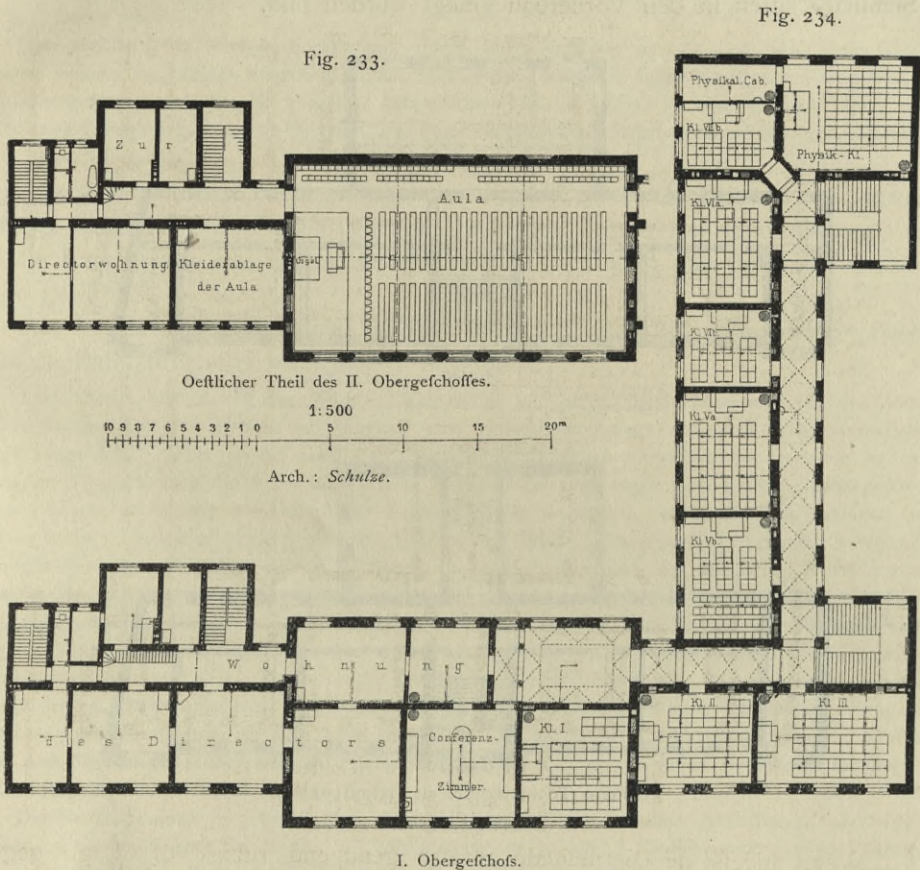 Fig. 233.
Fig. 234.
Zur
Directorwohnung.
Kleiderablage
der Aula
Aula
Orgel
Oeſtlicher Theil des II. Obergeſchoſſes.
1:500
10 9 8 7 6 5 4 3 2 1 0 5 10 15 20ᵐ
Arch.: Schulze.
Phyſikal. Cab.
Phyſik-Kl.
Kl. VIa
Kl. Va
Kl. Vb
Wohnung
des Directors
Conferenz-
Zimmer.
Kl. I.
Kl. II
Kl. III.
I. Obergeſchoſs.